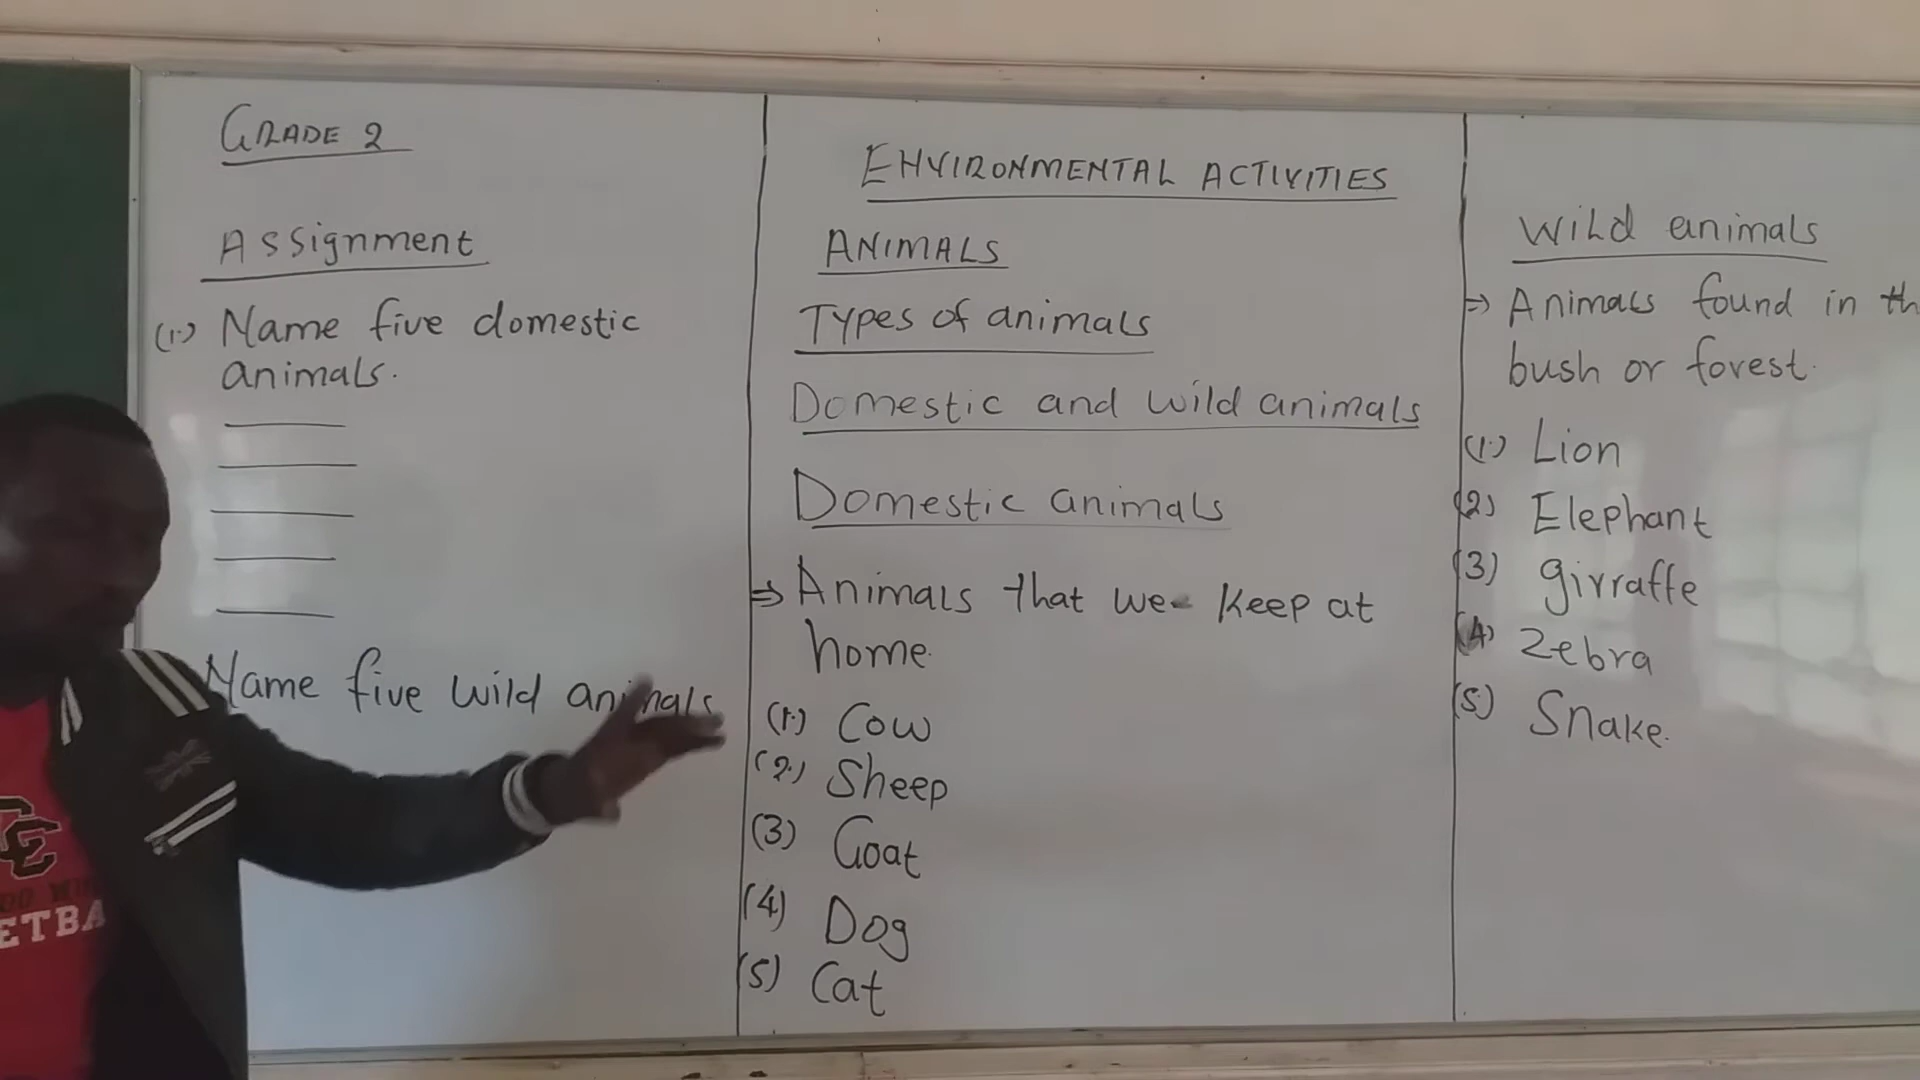 GRADE 2
Assignment
(1.) Name five domestic
animals.
Name five wild animals
ENVIRONMENTAL ACTIVITIES
ANIMALS
Types of animals
Domestic and wild animals
Domestic animals
⇒ Animals that we keep at
home.
(1.) Cow
(2.) Sheep
(3) Goat
(4) Dog
(5) Cat
Wild animals
⇒ Animals found in th
bush or forest.
(1.) Lion
(2) Elephant
(3) girraffe
(4) Zebra
(5) Snake.
CC
ETBA